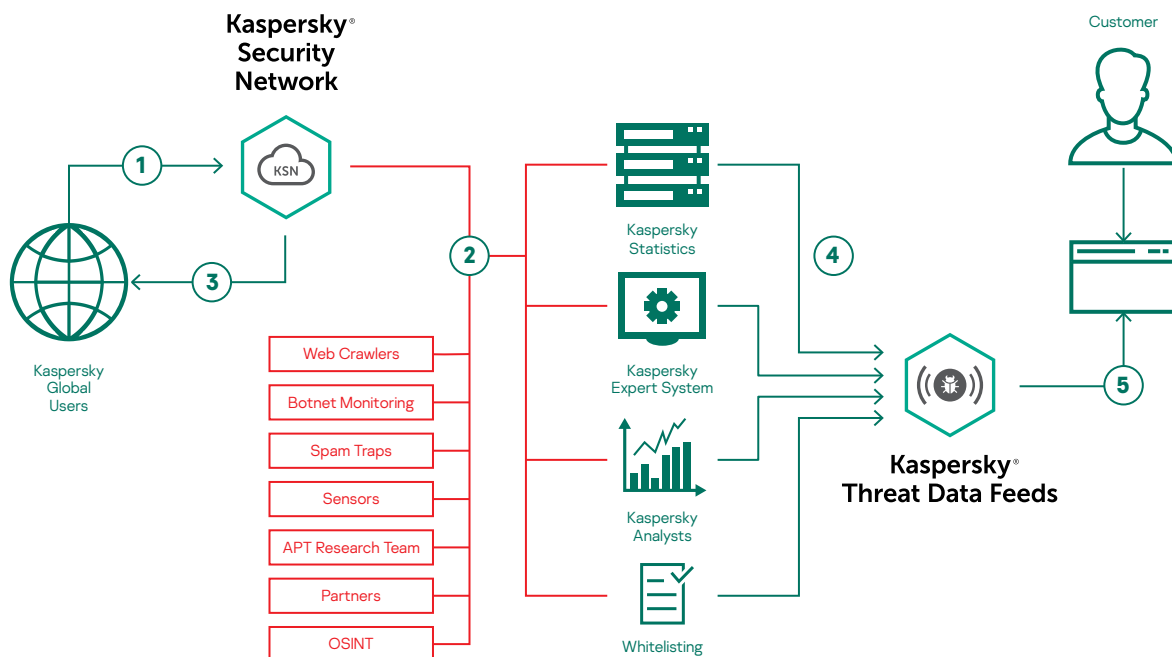 Kaspersky®
Security
Network
KSN
1
3
Kaspersky
Global
Users
2
Web Crawlers
Botnet Monitoring
Spam Traps
Sensors
APT Research Team
Partners
OSINT
Kaspersky
Statistics
Kaspersky
Expert System
Kaspersky
Analysts
Whitelisting
4
Kaspersky®
Threat Data Feeds
5
Customer